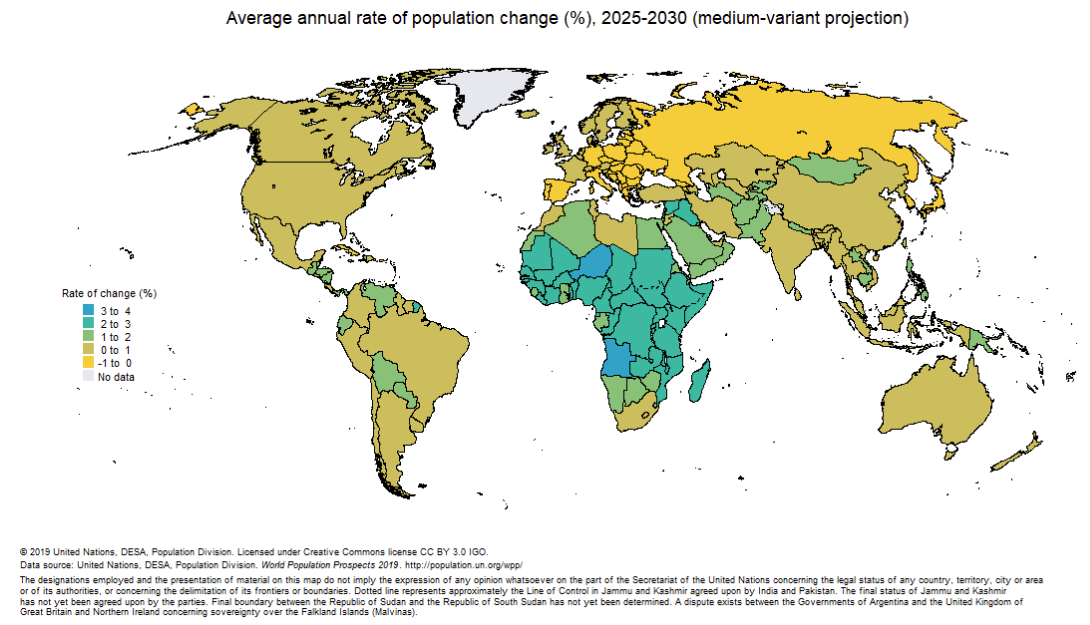 Average annual rate of population change (%), 2025-2030 (medium-variant projection)
Rate of change (%)
3 to 4
2 to 3
1 to 2
0 to 1
-1 to 0
No data
© 2019 United Nations, DESA, Population Division. Licensed under Creative Commons license CC BY 3.0 IGO.
Data source: United Nations, DESA, Population Division. World Population Prospects 2019. http://population.un.org/wpp/
The designations employed and the presentation of material on this map do not imply the expression of any opinion whatsoever on the part of the Secretariat of the United Nations concerning the legal status of any country, territory, city or area
or of its authorities, or concerning the delimitation of its frontiers or boundaries. Dotted line represents approximately the Line of Control in Jammu and Kashmir agreed upon by India and Pakistan. The final status of Jammu and Kashmir
has not yet been agreed upon by the parties. Final boundary between the Republic of Sudan and the Republic of South Sudan has not yet been determined. A dispute exists between the Governments of Argentina and the United Kingdom of
Great Britain and Northern Ireland concerning sovereignty over the Falkland Islands (Malvinas).